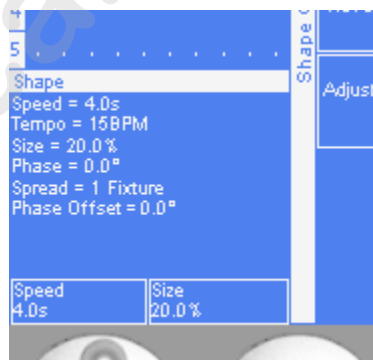 4
5 . . . . . . . . . .
Shape
Speed = 4.0s
Tempo = 15BPM
Size = 20.0%
Phase = 0.0°
Spread = 1 Fixture
Phase Offset = 0.0°
Speed
4.0s
Size
20.0%
Shape
Adjust